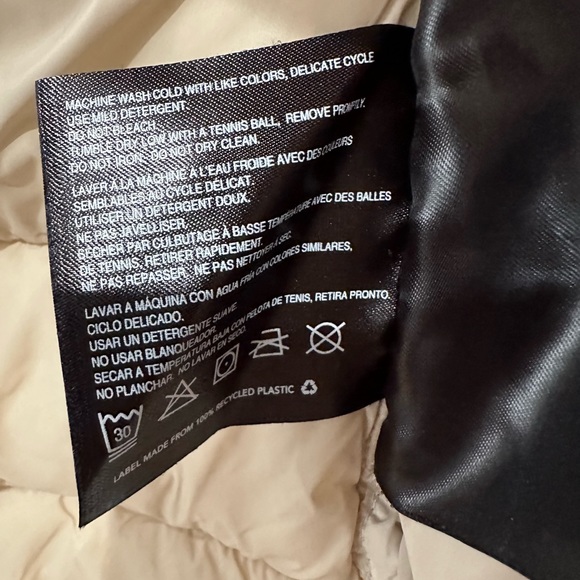 MACHINE WASH COLD WITH LIKE COLORS, DELICATE CYCLE
USE MILD DETERGENT.
DO NOT BLEACH.
TUMBLE DRY LOW WITH A TENNIS BALL, REMOVE PROMPTLY.
DO NOT IRON. DO NOT DRY CLEAN.
LAVER À LA MACHINE À L'EAU FROIDE AVEC DES COULEURS
SEMBLABLES AU CYCLE DÉLICAT.
UTILISER UN DÉTERGENT DOUX.
NE PAS JAVELLISER.
SÉCHER PAR CULBUTAGE À BASSE TEMPÉRATURE AVEC DES BALLES
DE TENNIS. RETIRER RAPIDEMENT.
NE PAS REPASSER. NE PAS NETTOYER À SEC.
LAVAR A MÁQUINA CON AGUA FRÍA CON COLORES SIMILARES,
CICLO DELICADO.
USAR UN DETERGENTE SUAVE.
NO USAR BLANQUEADOR.
SECAR A TEMPERATURA BAJA CON PELOTA DE TENIS, RETIRA PRONTO.
NO PLANCHAR. NO LAVAR EN SECO.
30
LABEL MADE FROM 100% RECYCLED PLASTIC